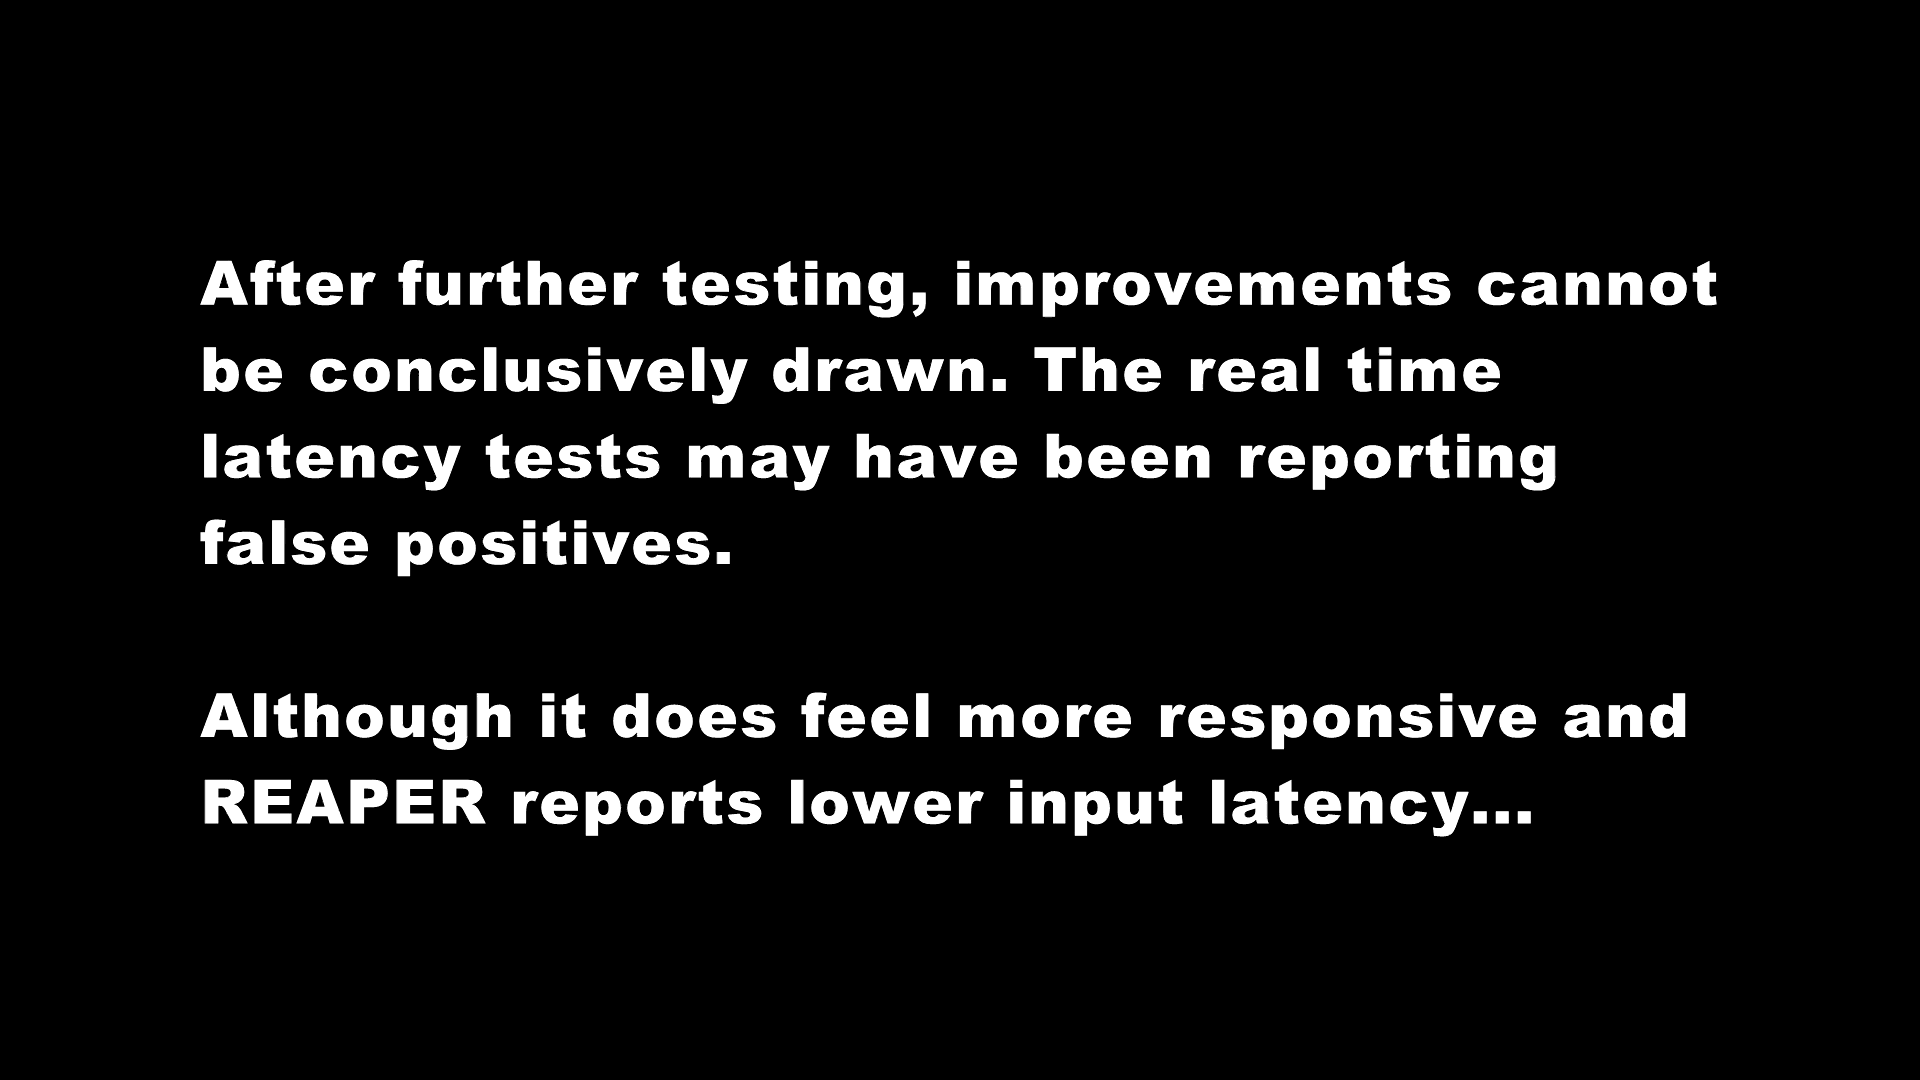 After further testing, improvements cannot
be conclusively drawn. The real time
latency tests may have been reporting
false positives.
Although it does feel more responsive and
REAPER reports lower input latency...